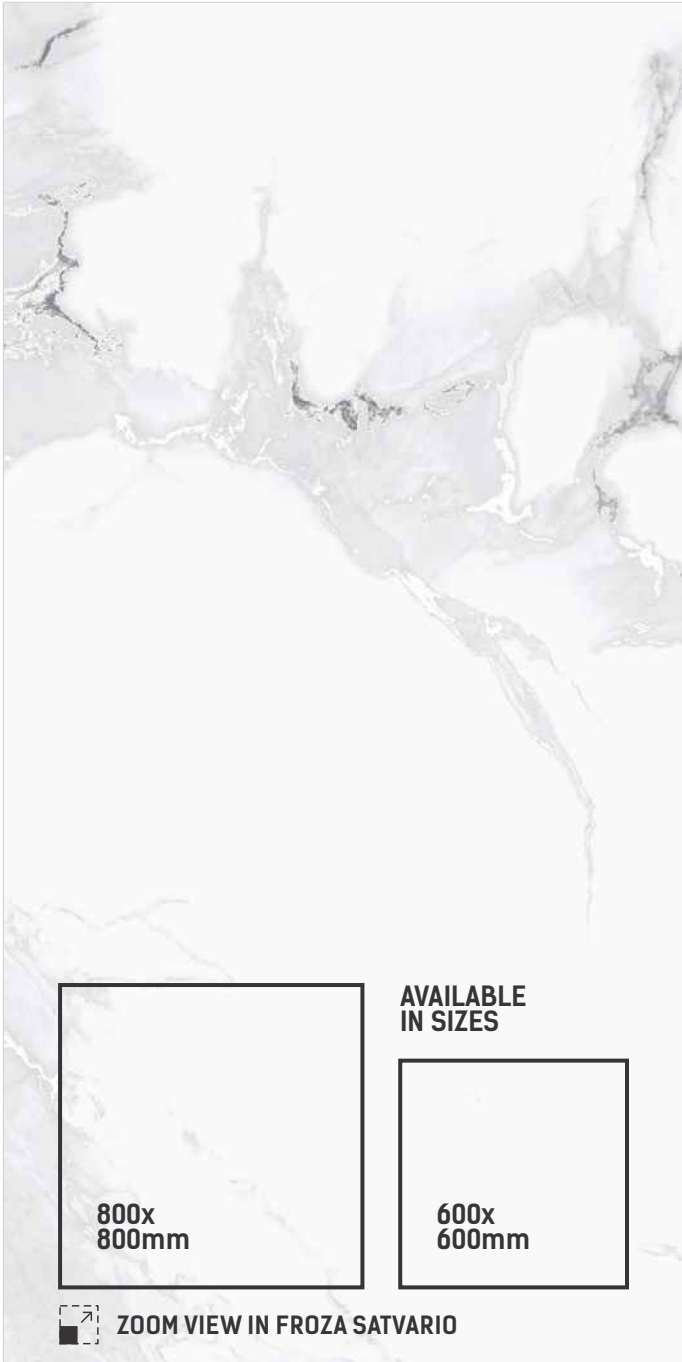 AVAILABLE
IN SIZES
800x
800mm
600x
600mm
ZOOM VIEW IN FROZA SATVARIO